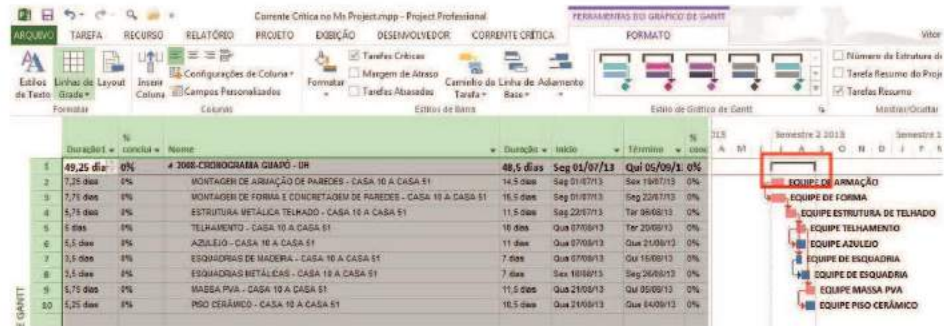 Corrente Crítica no Ms Project.mpp - Project Professional FERRAMENTAS DO GRÁFICO DE GANTT
ARQUIVO TAREFA RECURSO RELATÓRIO PROJETO EXIBIÇÃO DESENVOLVEDOR CORRENTE CRÍTICA FORMATO Vitor
Estilos de Texto Linhas de Grade Layout Inserir Coluna Configurações de Coluna Campos Personalizados Formatar Tarefas Críticas Margem de Atraso Tarefas Atrasadas Caminho da Tarefa Linha de Base Adiamento Número da Estrutura d Tarefa Resumo do Proje Tarefas Resumo
Formatar Colunas Estilos de Barra Estilo de Gráfico de Gantt Mostrar/Ocultar
Duração1 % conclui Nome Duração Início Término % conc Semestre 2 2013 Semestre 1
A M J J A S O N D J F
1 49,25 dia 0% 2008-CRONOGRAMA GUAPÓ - UH 48,5 dias Seg 01/07/13 Qui 05/09/1 0%
2 7,25 dias 0% MONTAGEM DE ARMAÇÃO DE PAREDES - CASA 10 A CASA 51 14,5 dias Seg 01/07/13 Sex 19/07/13 0% EQUIPE DE ARMAÇÃO
3 7,75 dias 0% MONTAGEM DE FORMA E CONCRETAGEM DE PAREDES - CASA 10 A CASA 51 15,5 dias Seg 01/07/13 Seg 22/07/13 0% EQUIPE DE FORMA
4 5,75 dias 0% ESTRUTURA METÁLICA TELHADO - CASA 10 A CASA 51 11,5 dias Seg 22/07/13 Ter 06/08/13 0% EQUIPE ESTRUTURA DE TELHADO
5 5 dias 0% TELHAMENTO - CASA 10 A CASA 51 10 dias Qua 07/08/13 Ter 20/08/13 0% EQUIPE TELHAMENTO
6 5,5 dias 0% AZULEJO - CASA 10 A CASA 51 11 dias Qua 07/08/13 Qua 21/08/13 0% EQUIPE AZULEJO
7 3,5 dias 0% ESQUADRIAS DE MADEIRA - CASA 10 A CASA 51 7 dias Qua 07/08/13 Qui 15/08/13 0% EQUIPE DE ESQUADRIA
8 3,5 dias 0% ESQUADRIAS METÁLICAS - CASA 10 A CASA 51 7 dias Sex 16/08/13 Seg 26/08/13 0% EQUIPE DE ESQUADRIA
9 5,75 dias 0% MASSA PVA - CASA 10 A CASA 51 11,5 dias Qua 21/08/13 Qui 05/09/13 0% EQUIPE MASSA PVA
10 5,25 dias 0% PISO CERÂMICO - CASA 10 A CASA 51 10,5 dias Qua 21/08/13 Qua 04/09/13 0% EQUIPE PISO CERÂMICO
E GANTT